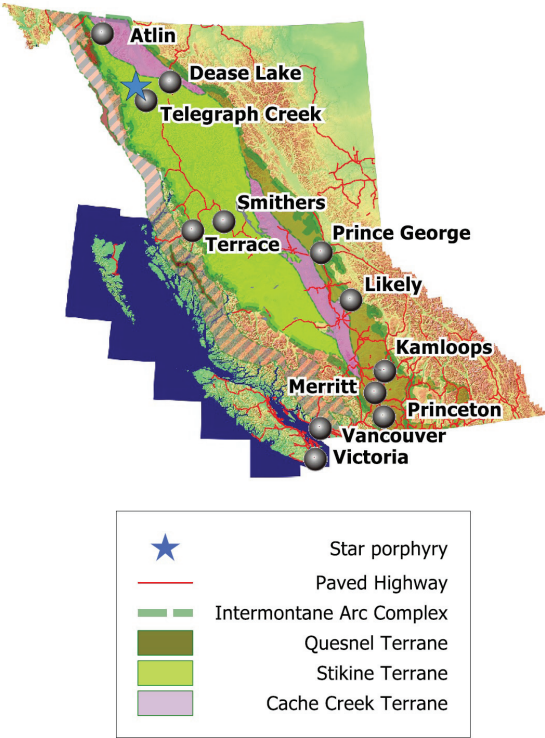 Atlin
Dease Lake
Telegraph Creek
Smithers
Terrace
Prince George
Likely
Kamloops
Merritt
Princeton
Vancouver
Victoria
Star porphyry
Paved Highway
Intermontane Arc Complex
Quesnel Terrane
Stikine Terrane
Cache Creek Terrane